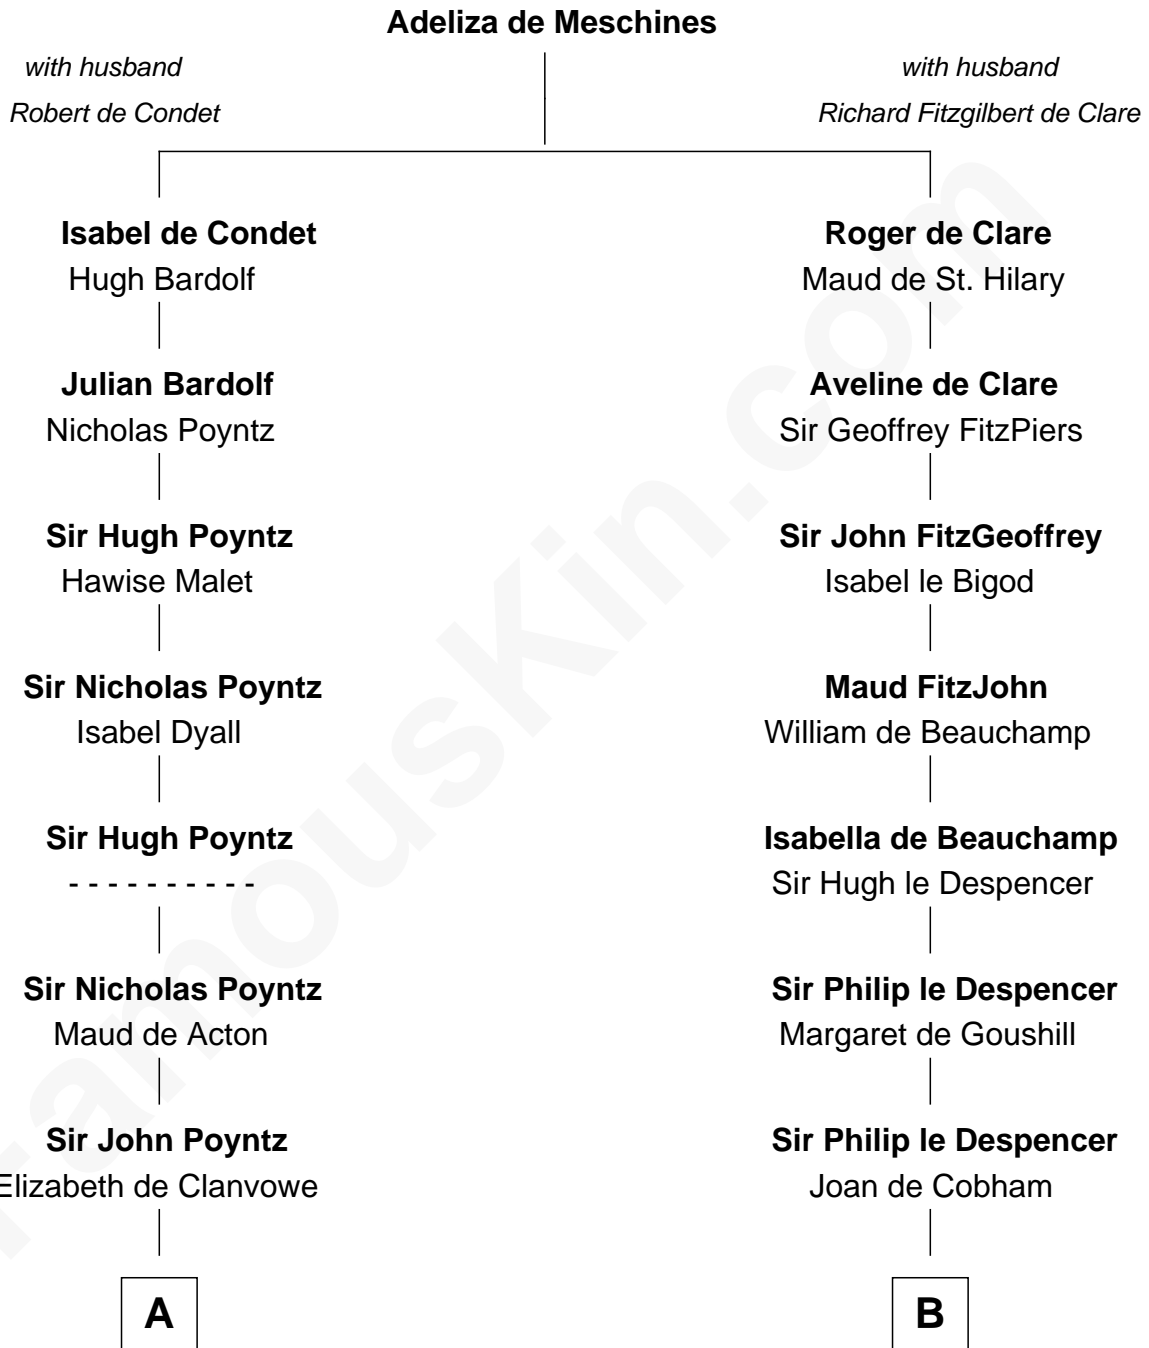 Adeliza de Meschines
with husband
Robert de Condet
with husband
Richard Fitzgilbert de Clare
Isabel de Condet
Hugh Bardolf
Roger de Clare
Maud de St. Hilary
Julian Bardolf
Nicholas Poyntz
Aveline de Clare
Sir Geoffrey FitzPiers
Sir Hugh Poyntz
Hawise Malet
Sir John FitzGeoffrey
Isabel le Bigod
Sir Nicholas Poyntz
Isabel Dyall
Maud FitzJohn
William de Beauchamp
Sir Hugh Poyntz
- - - - - - - - - -
Isabella de Beauchamp
Sir Hugh le Despencer
Sir Nicholas Poyntz
Maud de Acton
Sir Philip le Despencer
Margaret de Goushill
Sir John Poyntz
Elizabeth de Clanvowe
Sir Philip le Despencer
Joan de Cobham
A
B
FamousKin.com